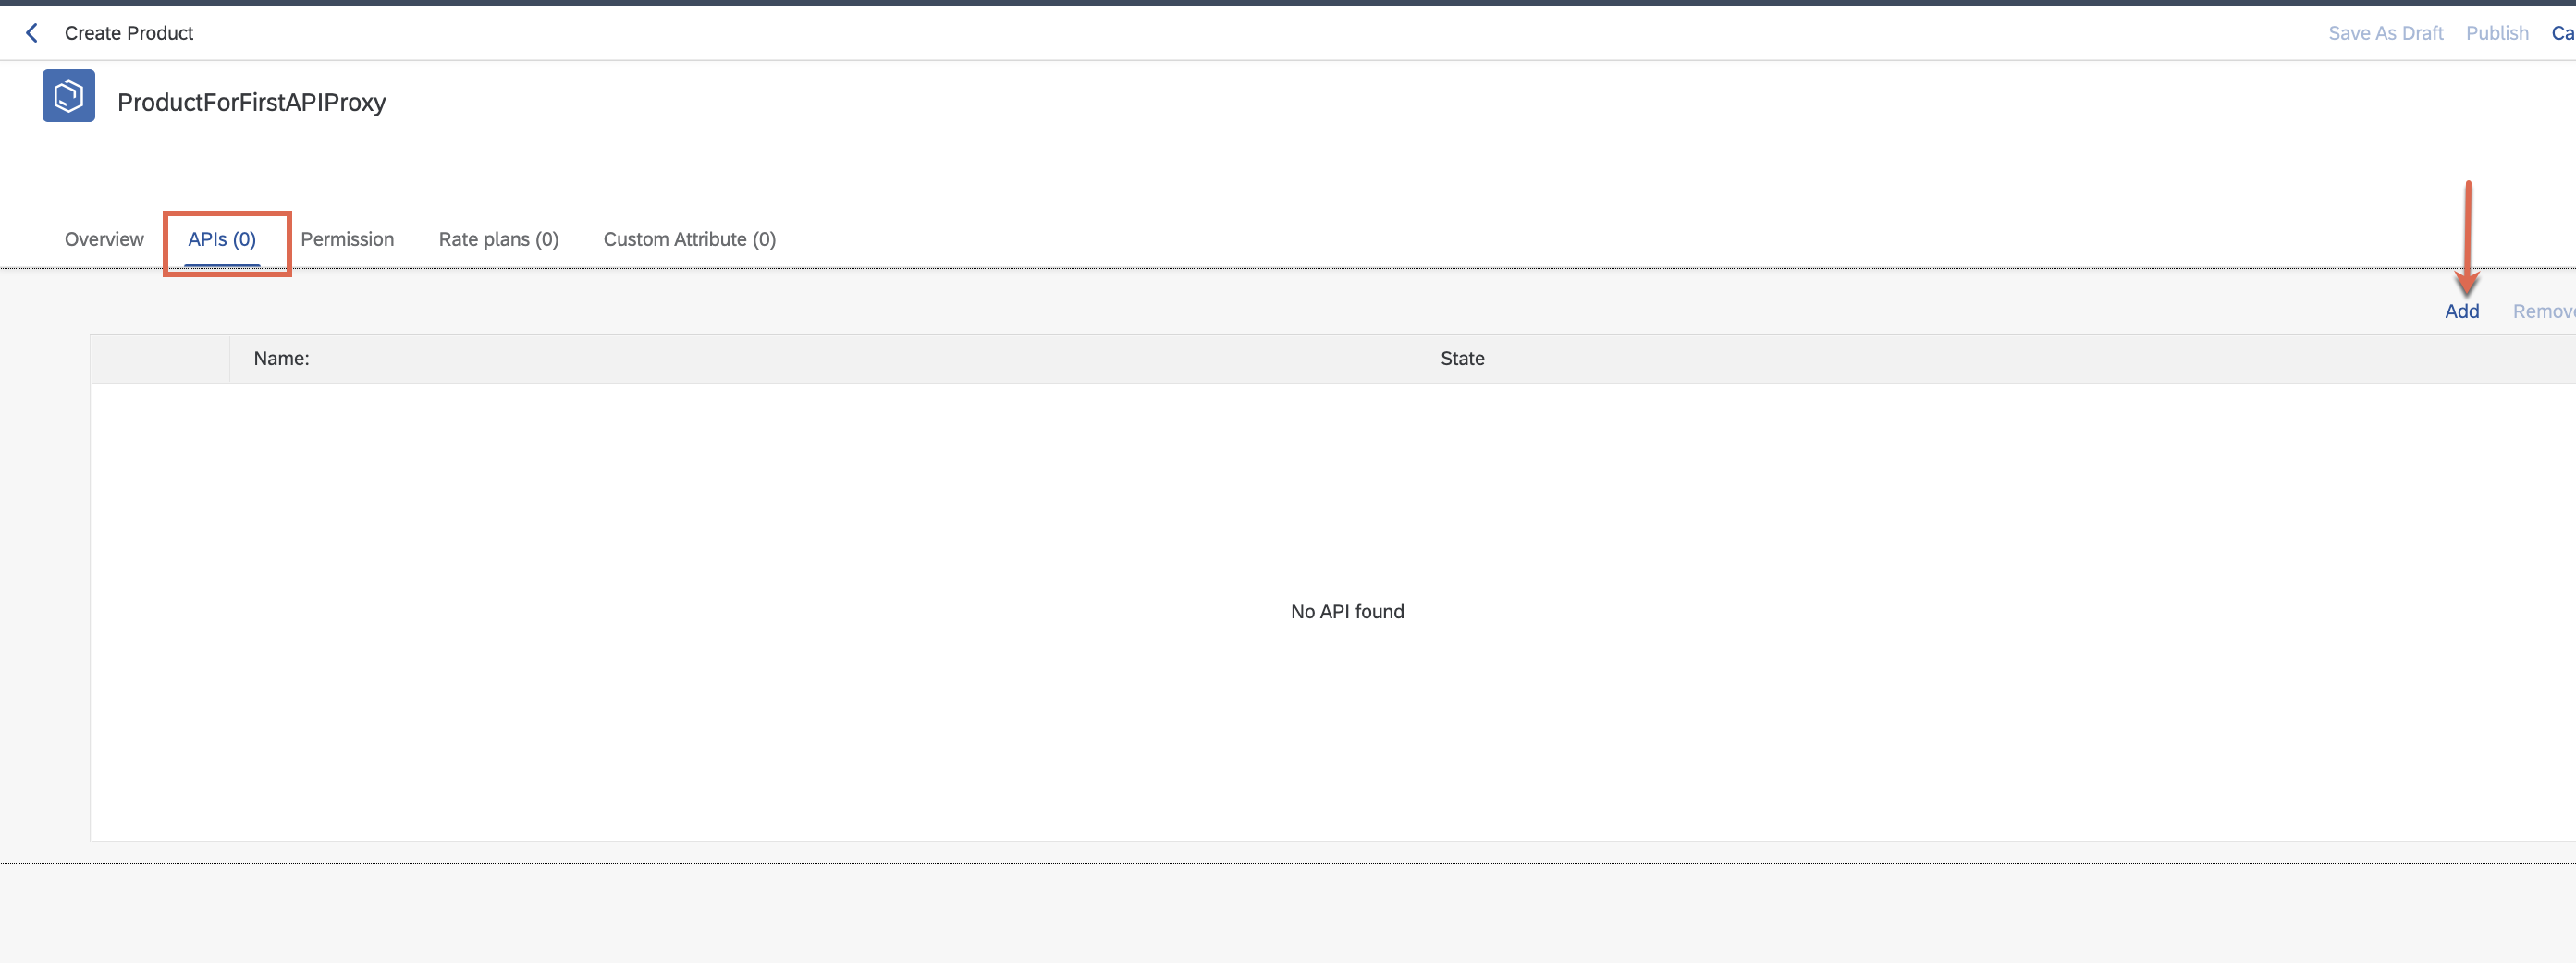 Create Product
Save As Draft Publish Ca
ProductForFirstAPIProxy
Overview APIs (0) Permission Rate plans (0) Custom Attribute (0)
Add Remove
Name: State
No API found